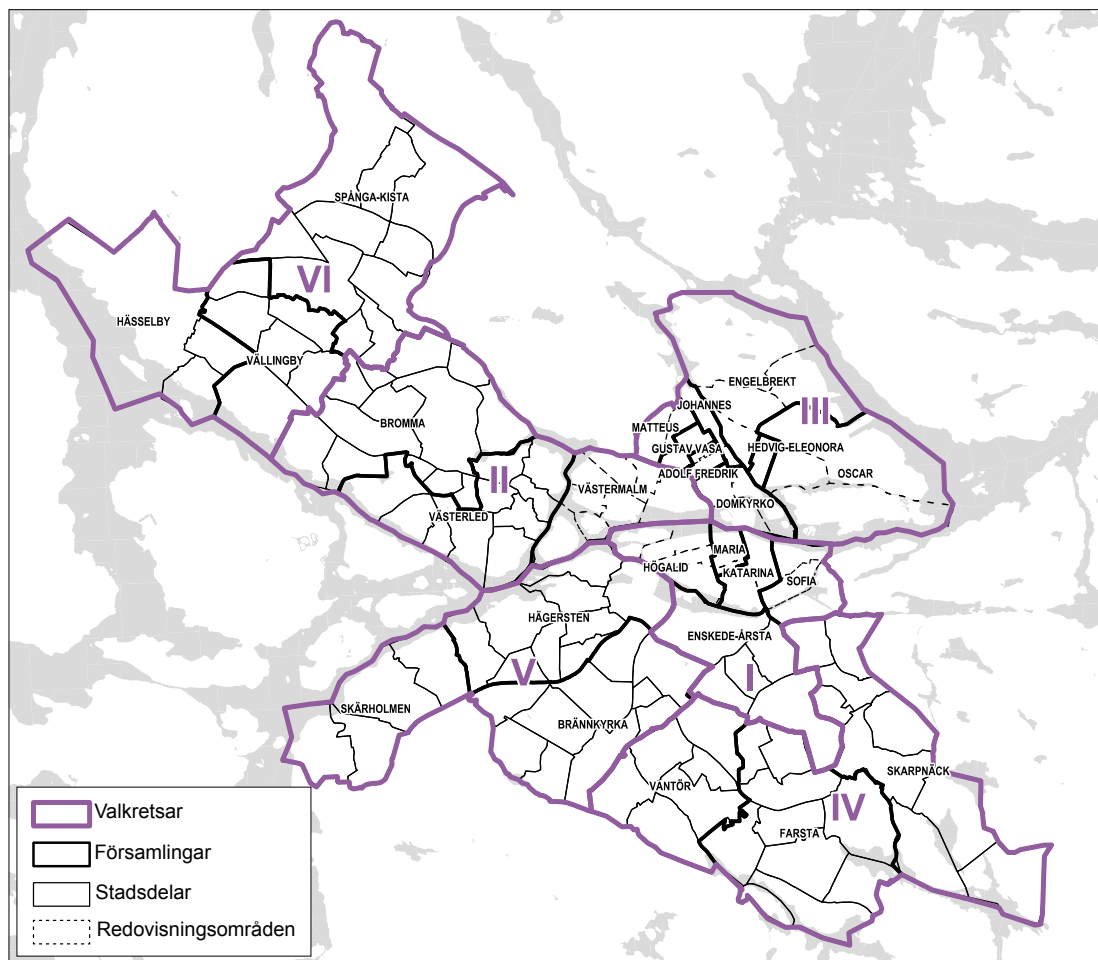 SPÅNGA-KISTA
VI
HÄSSELBY
VÄLLINGBY
BROMMA
ENGELBREKT
JOHANNES
III
MATTEUS
GUSTAV VASA
HEDVIG-ELEONORA
ADOLF FREDRIK
OSCAR
II
VÄSTERMALM
DOMKYRKO
VÄSTERLED
MARIA
HÖGALID
KATARINA
SOFIA
HÄGERSTEN
ENSKEDE-ÅRSTA
V
I
SKÄRHOLMEN
BRÄNNKYRKA
SKARPNÄCK
VANTÖR
IV
FARSTA
Valkretsar
Församlingar
Stadsdelar
Redovisningsområden